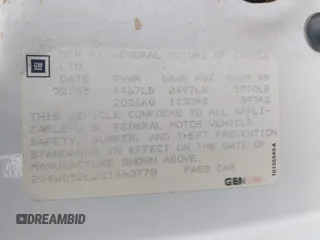 GM
MFD BY GENERAL MOTORS OF CANADA
LTD.
DATE GVWR GAWR FRT GAWR RR
02/95 4467LB 2497LB 1970LB
2026KG 1133KG
THIS VEHICLE CONFORMS TO ALL APPLI-
CABLE U.S. FEDERAL MOTOR VEHICLE
SAFETY, BUMPER, AND THEFT PREVENTION
STANDARDS IN EFFECT ON THE DATE OF
MANUFACTURE SHOWN ABOVE.
PASS CAR
10135543-A
DREAMBID